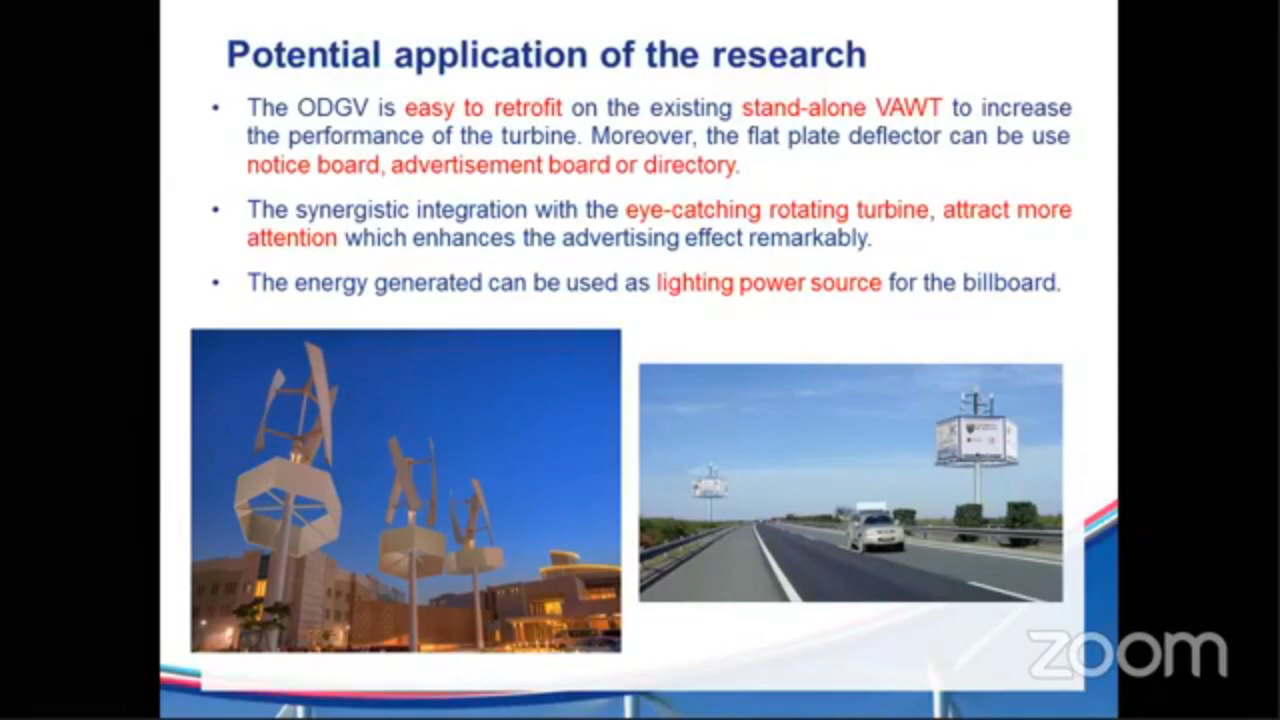 Potential application of the research
• The ODGV is easy to retrofit on the existing stand-alone VAWT to increase
the performance of the turbine. Moreover, the flat plate deflector can be use
notice board, advertisement board or directory.
• The synergistic integration with the eye-catching rotating turbine, attract more
attention which enhances the advertising effect remarkably.
• The energy generated can be used as lighting power source for the billboard.
zoom